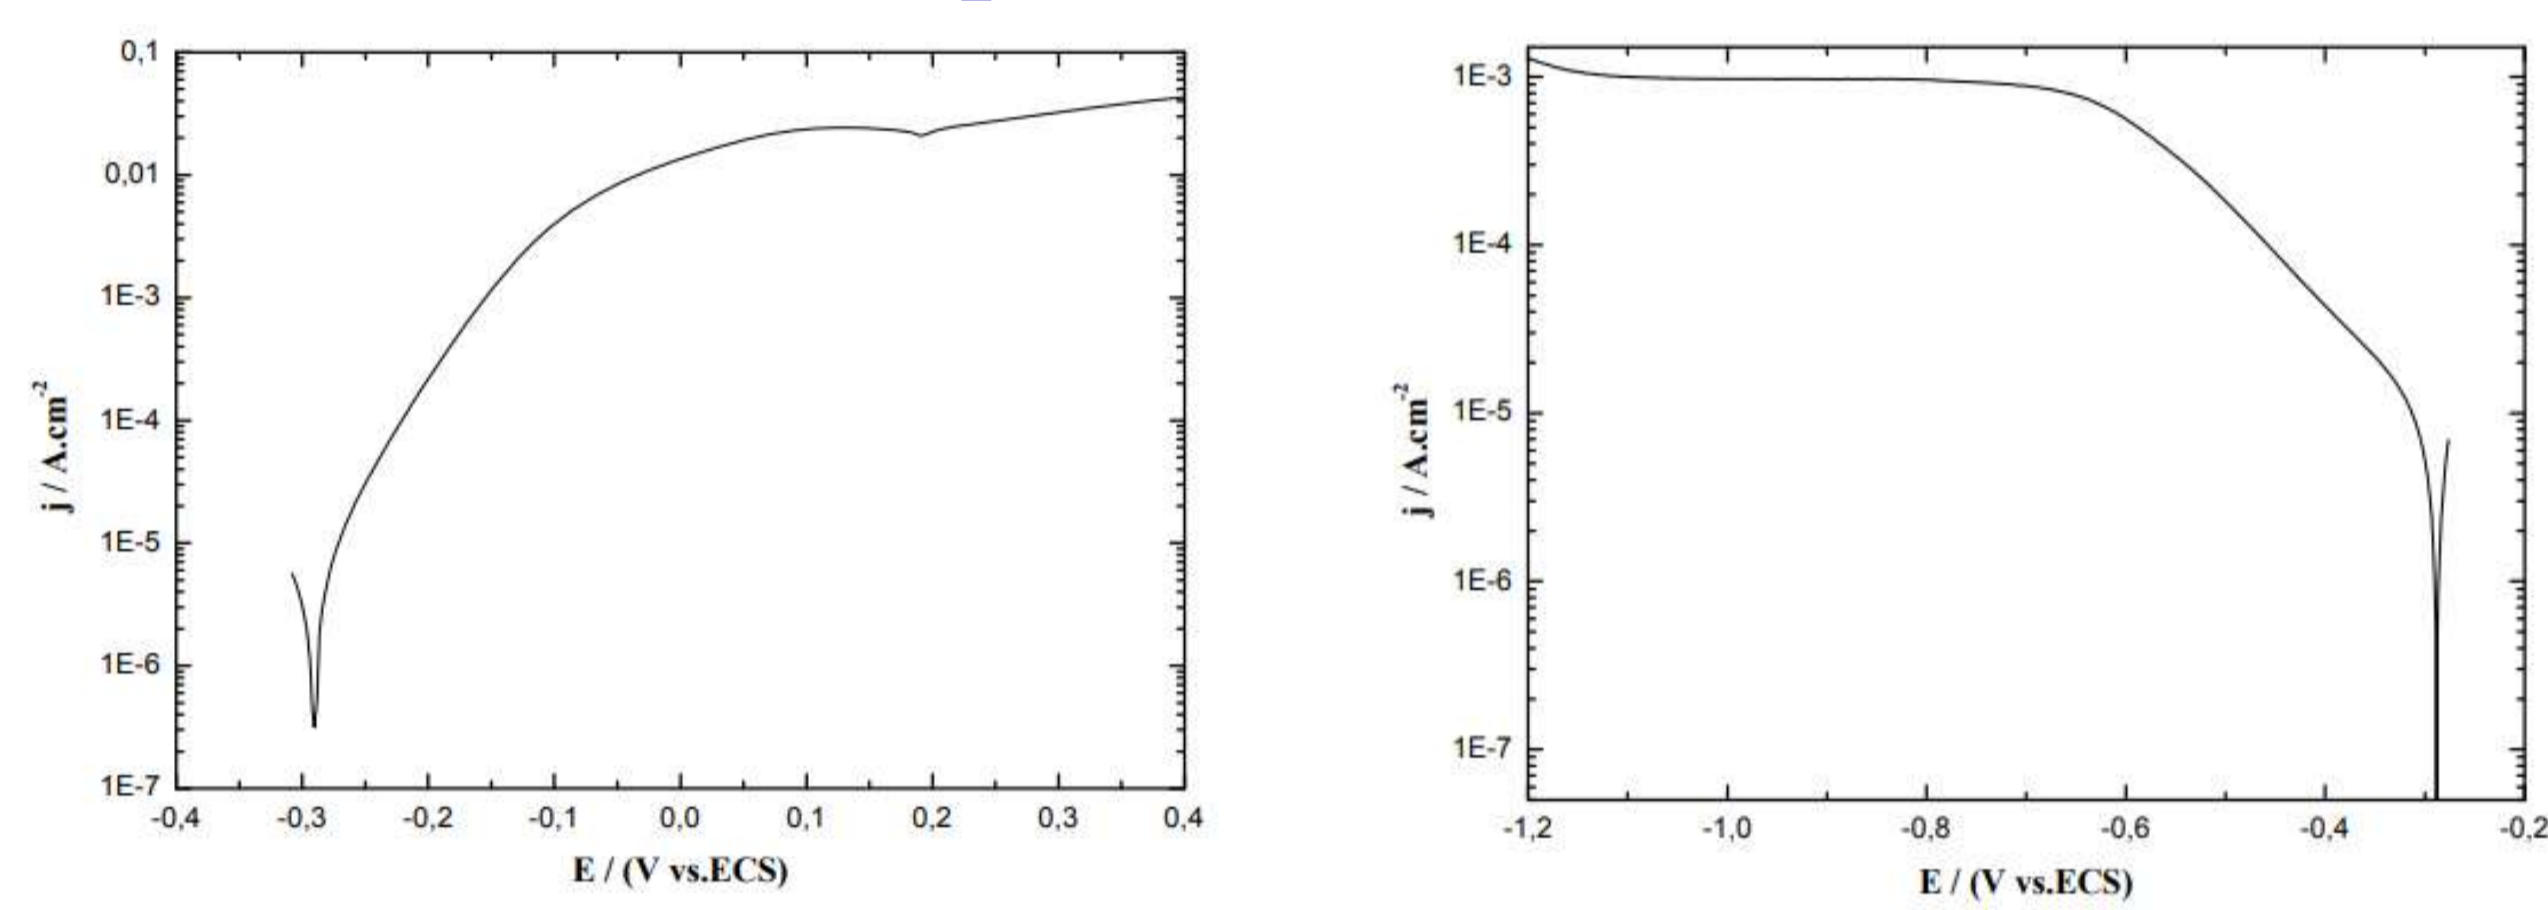 0,1
0,01
1E-3
1E-4
1E-5
1E-6
1E-7
j / A.cm-2
-0,4 -0,3 -0,2 -0,1 0,0 0,1 0,2 0,3 0,4
E / (V vs.ECS)
1E-3
1E-4
1E-5
1E-6
1E-7
j / A.cm-2
-1,2 -1,0 -0,8 -0,6 -0,4 -0,2
E / (V vs.ECS)